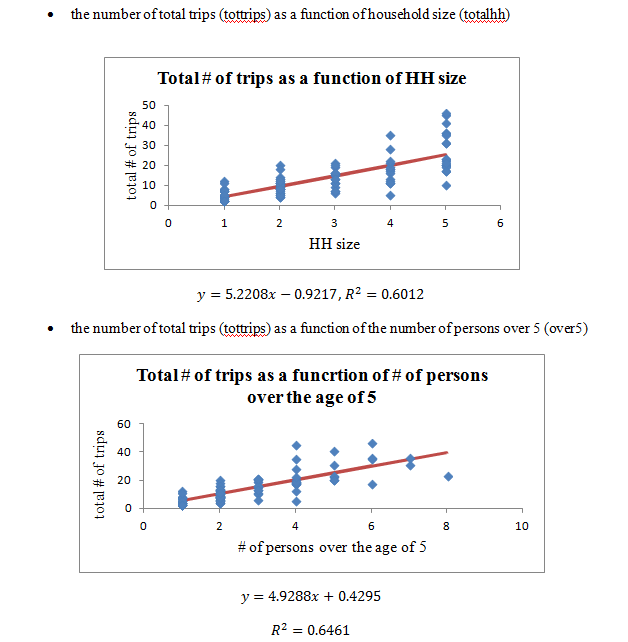 • the number of total trips (tottrips) as a function of household size (totalhh)
Total # of trips as a function of HH size
total # of trips
50
40
30
20
10
0
0 1 2 3 4 5 6
HH size
y = 5.2208x − 0.9217, R² = 0.6012
• the number of total trips (tottrips) as a function of the number of persons over 5 (over5)
Total # of trips as a funcrtion of # of persons
over the age of 5
total # of trips
60
40
20
0
0 2 4 6 8 10
# of persons over the age of 5
y = 4.9288x + 0.4295
R² = 0.6461